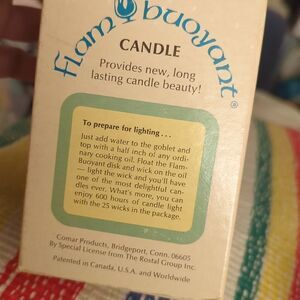 flambuoyant®
CANDLE
Provides new, long
lasting candle beauty!
To prepare for lighting . . .
Just add water to the goblet and
top with a half inch of any ordi-
nary cooking oil. Float the Flam-
Buoyant disk and wick on the oil
— light the wick and you'll have
one of the most delightful can-
dles ever. What's more, you can
enjoy 600 hours of candle light
with the 25 wicks in the package.
Comar Products, Bridgeport, Conn. 06605
By Special License from The Rostal Group Inc.
Patented in Canada, U.S.A. and Worldwide